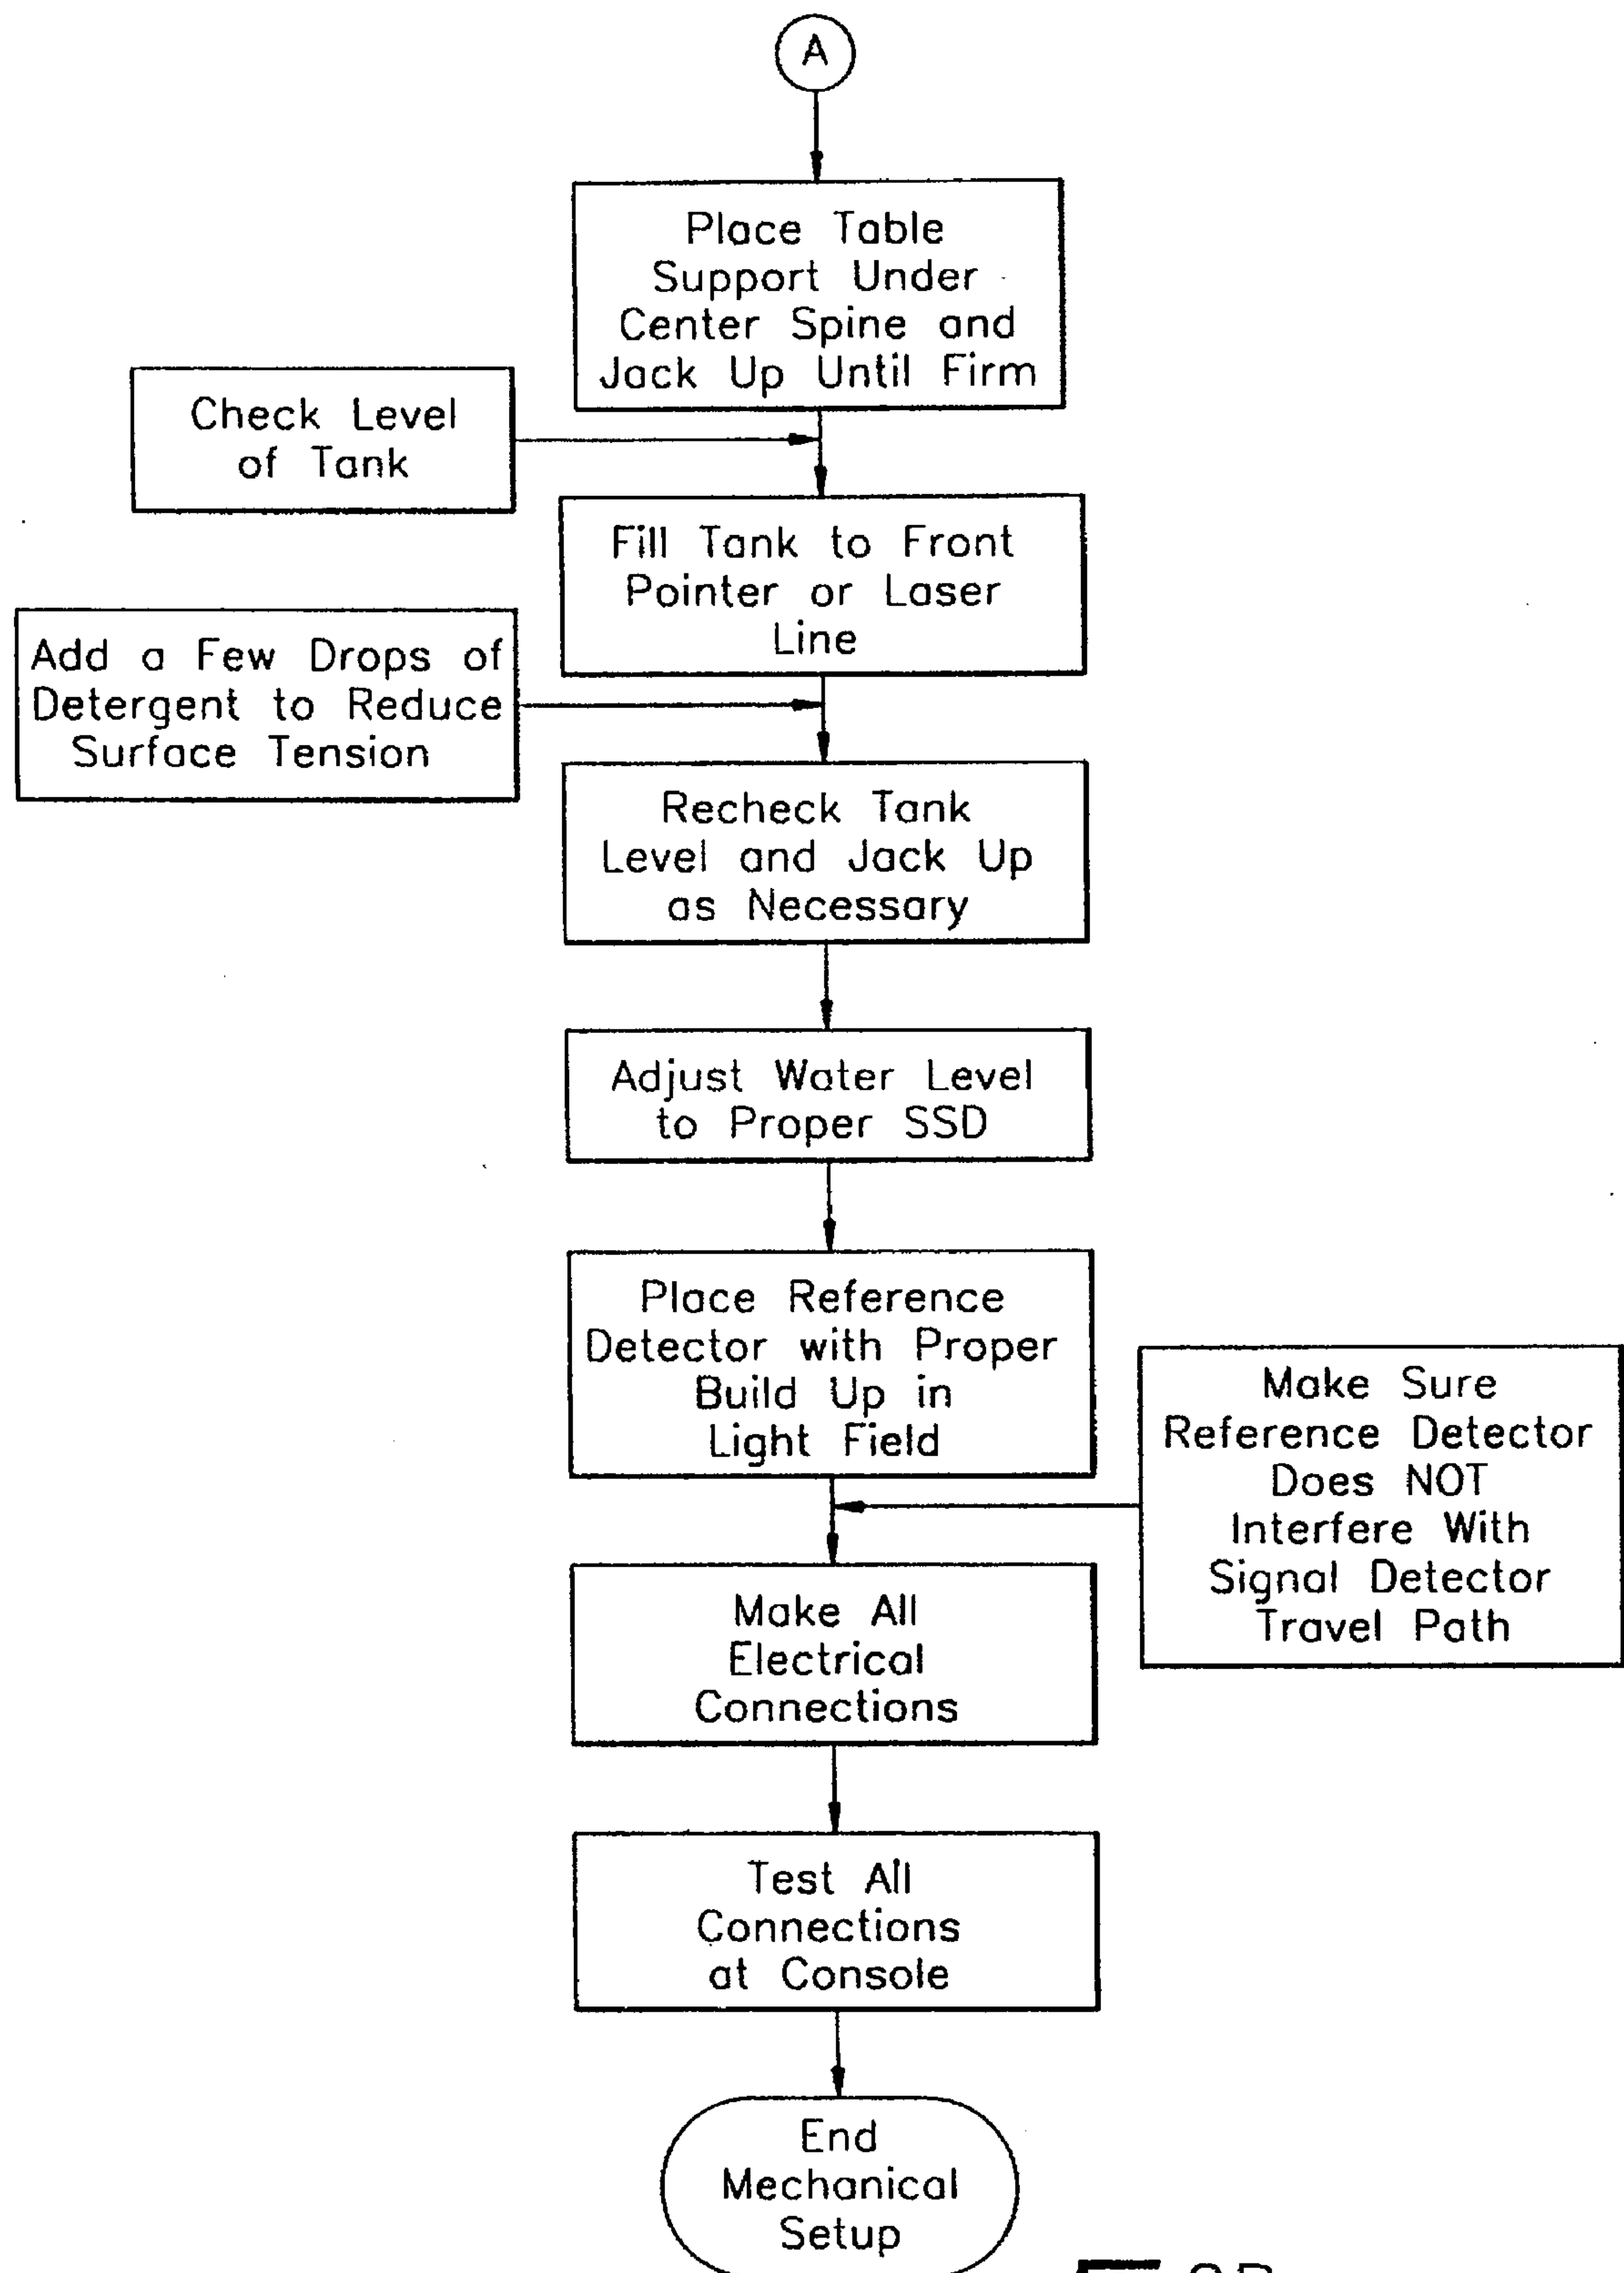 A
Place Table
Support Under
Center Spine and
Jack Up Until Firm
Check Level
of Tank
Fill Tank to Front
Pointer or Laser
Line
Add a Few Drops of
Detergent to Reduce
Surface Tension
Recheck Tank
Level and Jack Up
as Necessary
Adjust Water Level
to Proper SSD
Place Reference
Detector with Proper
Build Up in
Light Field
Make Sure
Reference Detector
Does NOT
Interfere With
Signal Detector
Travel Path
Make All
Electrical
Connections
Test All
Connections
at Console
End
Mechanical
Setup